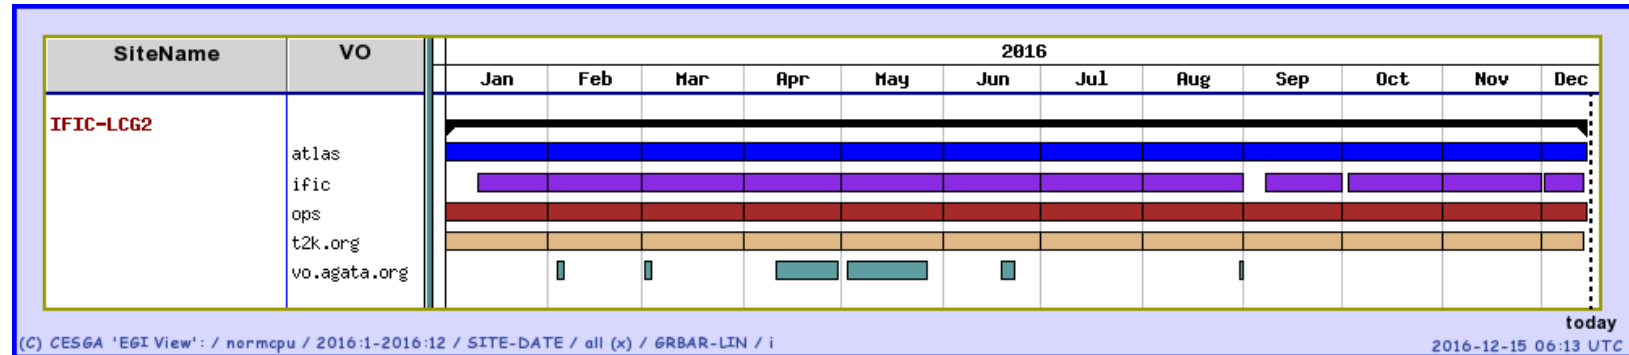 SiteName VO 2016
Jan Feb Mar Apr May Jun Jul Aug Sep Oct Nov Dec
IFIC-LCG2
atlas
ific
ops
t2k.org
vo.agata.org
today
(C) CESGA 'EGI View': / normcpu / 2016:1-2016:12 / SITE-DATE / all (x) / GRBAR-LIN / i 2016-12-15 06:13 UTC